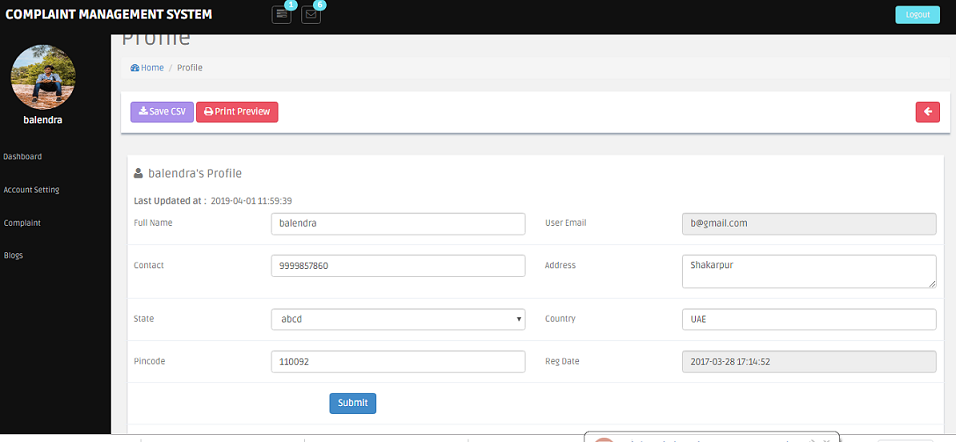 COMPLAINT MANAGEMENT SYSTEM
1
6
Logout
Profile
Home / Profile
balendra
Save CSV
Print Preview
Dashboard
Account Setting
Complaint
Blogs
balendra's Profile
Last Updated at : 2019-04-01 11:59:39
Full Name balendra User Email b@gmail.com
Contact 9999857860 Address Shakarpur
State abcd Country UAE
Pincode 110092 Reg Date 2017-03-28 17:14:52
Submit